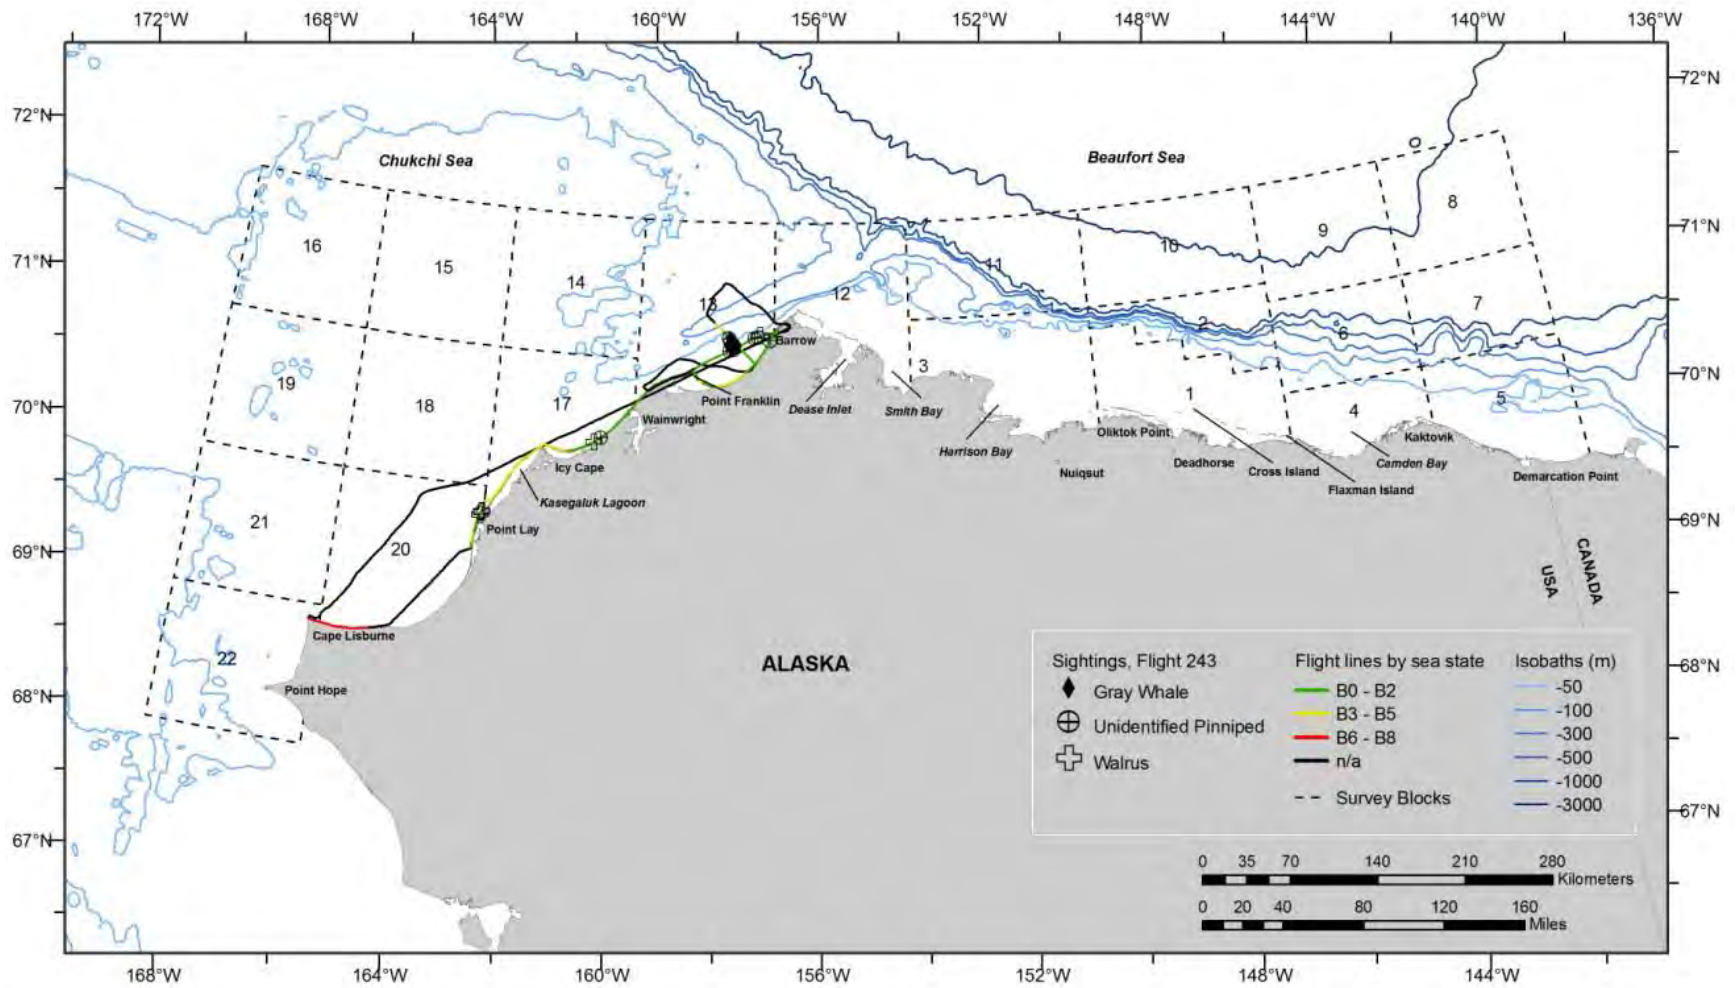 172°W 168°W 164°W 160°W 156°W 152°W 148°W 144°W 140°W 136°W
72°N 72°N
Chukchi Sea Beaufort Sea
8
9
16 71°N
15 10
71°N 11
14 12
13 7
2
6
Barrow
70°N
3
19
1
18 17 Point Franklin 5
70°N Dease Inlet Smith Bay 4
Wainwright
Oliktok Point Kaktovik
Harrison Bay
Icy Cape Nuiqsut Deadhorse Cross Island Camden Bay
Demarcation Point
Flaxman Island
Kasegaluk Lagoon
21 69°N
Point Lay
69°N 20
CANADA
USA
Cape Lisburne
22 ALASKA 68°N
Point Hope
68°N
Sightings, Flight 243
Gray Whale
Unidentified Pinniped
Walrus
Flight lines by sea state
B0 - B2
B3 - B5
B6 - B8
n/a
Survey Blocks
Isobaths (m)
-50
-100
-300
-500
-1000
-3000
67°N 67°N
0 35 70 140 210 280
Kilometers
0 20 40 80 120 160
Miles
168°W 164°W 160°W 156°W 152°W 148°W 144°W